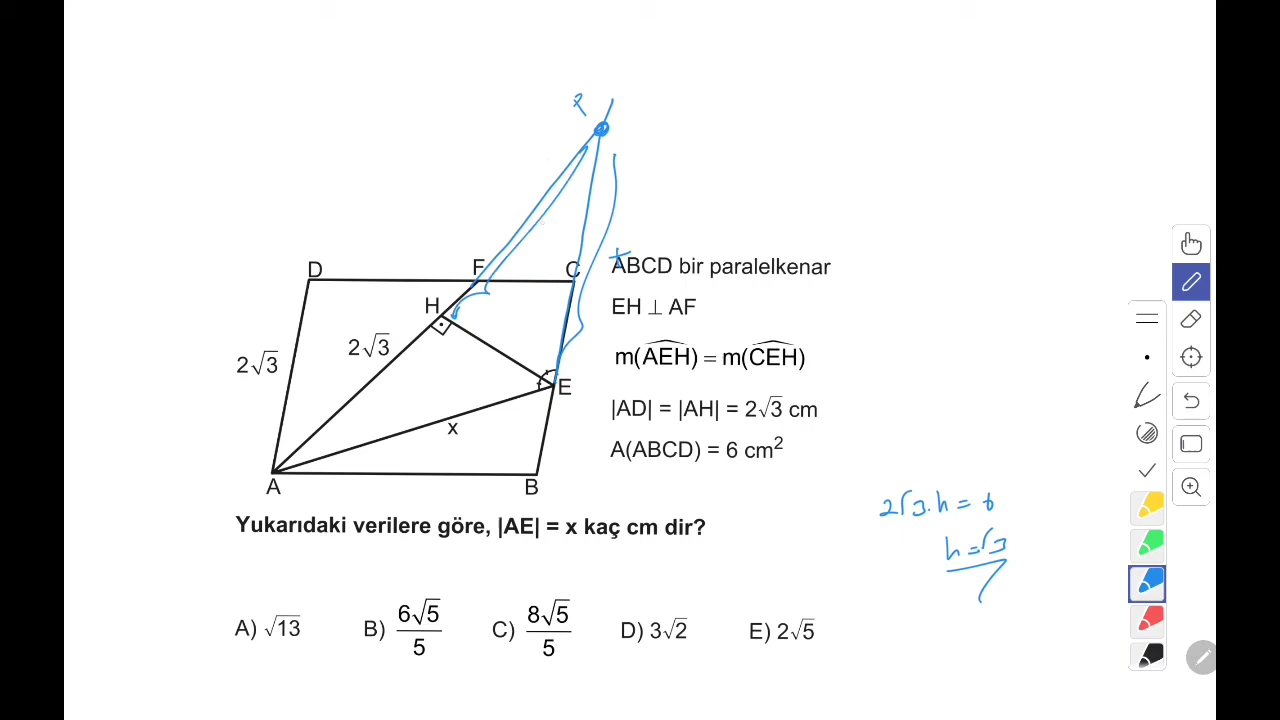 D F C
H
2√3
2√3
E
x
A B
ABCD bir paralelkenar
EH ⊥ AF
m(AEH) = m(CEH)
|AD| = |AH| = 2√3 cm
A(ABCD) = 6 cm²
Yukarıdaki verilere göre, |AE| = x kaç cm dir?
2√3.h = 6
h = √3
A) √13 B) 6√5/5 C) 8√5/5 D) 3√2 E) 2√5